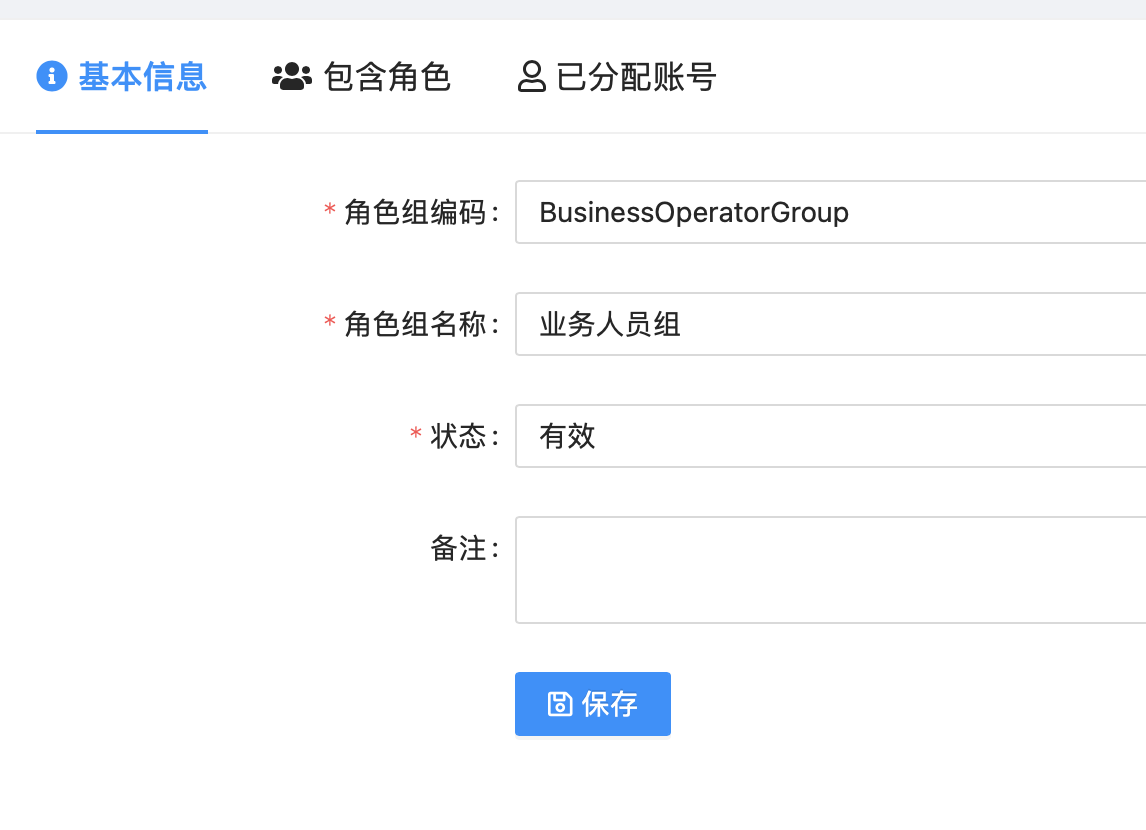 基本信息 包含角色 已分配账号
* 角色组编码: BusinessOperatorGroup
* 角色组名称: 业务人员组
* 状态: 有效
备注:
保存